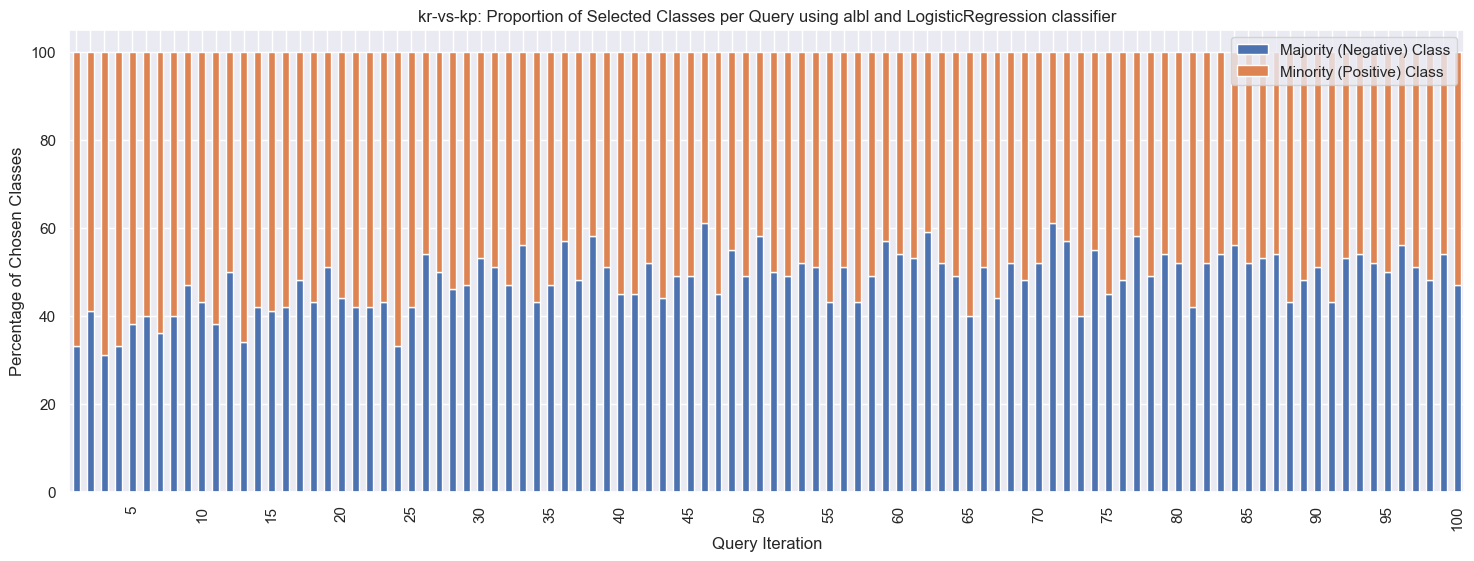 kr-vs-kp: Proportion of Selected Classes per Query using albl and LogisticRegression classifier
Majority (Negative) Class
Minority (Positive) Class
Percentage of Chosen Classes
100
80
60
40
20
0
5 10 15 20 25 30 35 40 45 50 55 60 65 70 75 80 85 90 95 100
Query Iteration